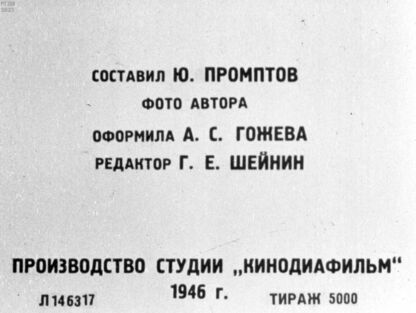 СОСТАВИЛ Ю. ПРОМПТОВ
ФОТО АВТОРА
ОФОРМИЛА А. С. ГОЖЕВА
РЕДАКТОР Г. Е. ШЕЙНИН
ПРОИЗВОДСТВО СТУДИИ „КИНОДИАФИЛЬМ“
Л146317 1946 г. ТИРАЖ 5000